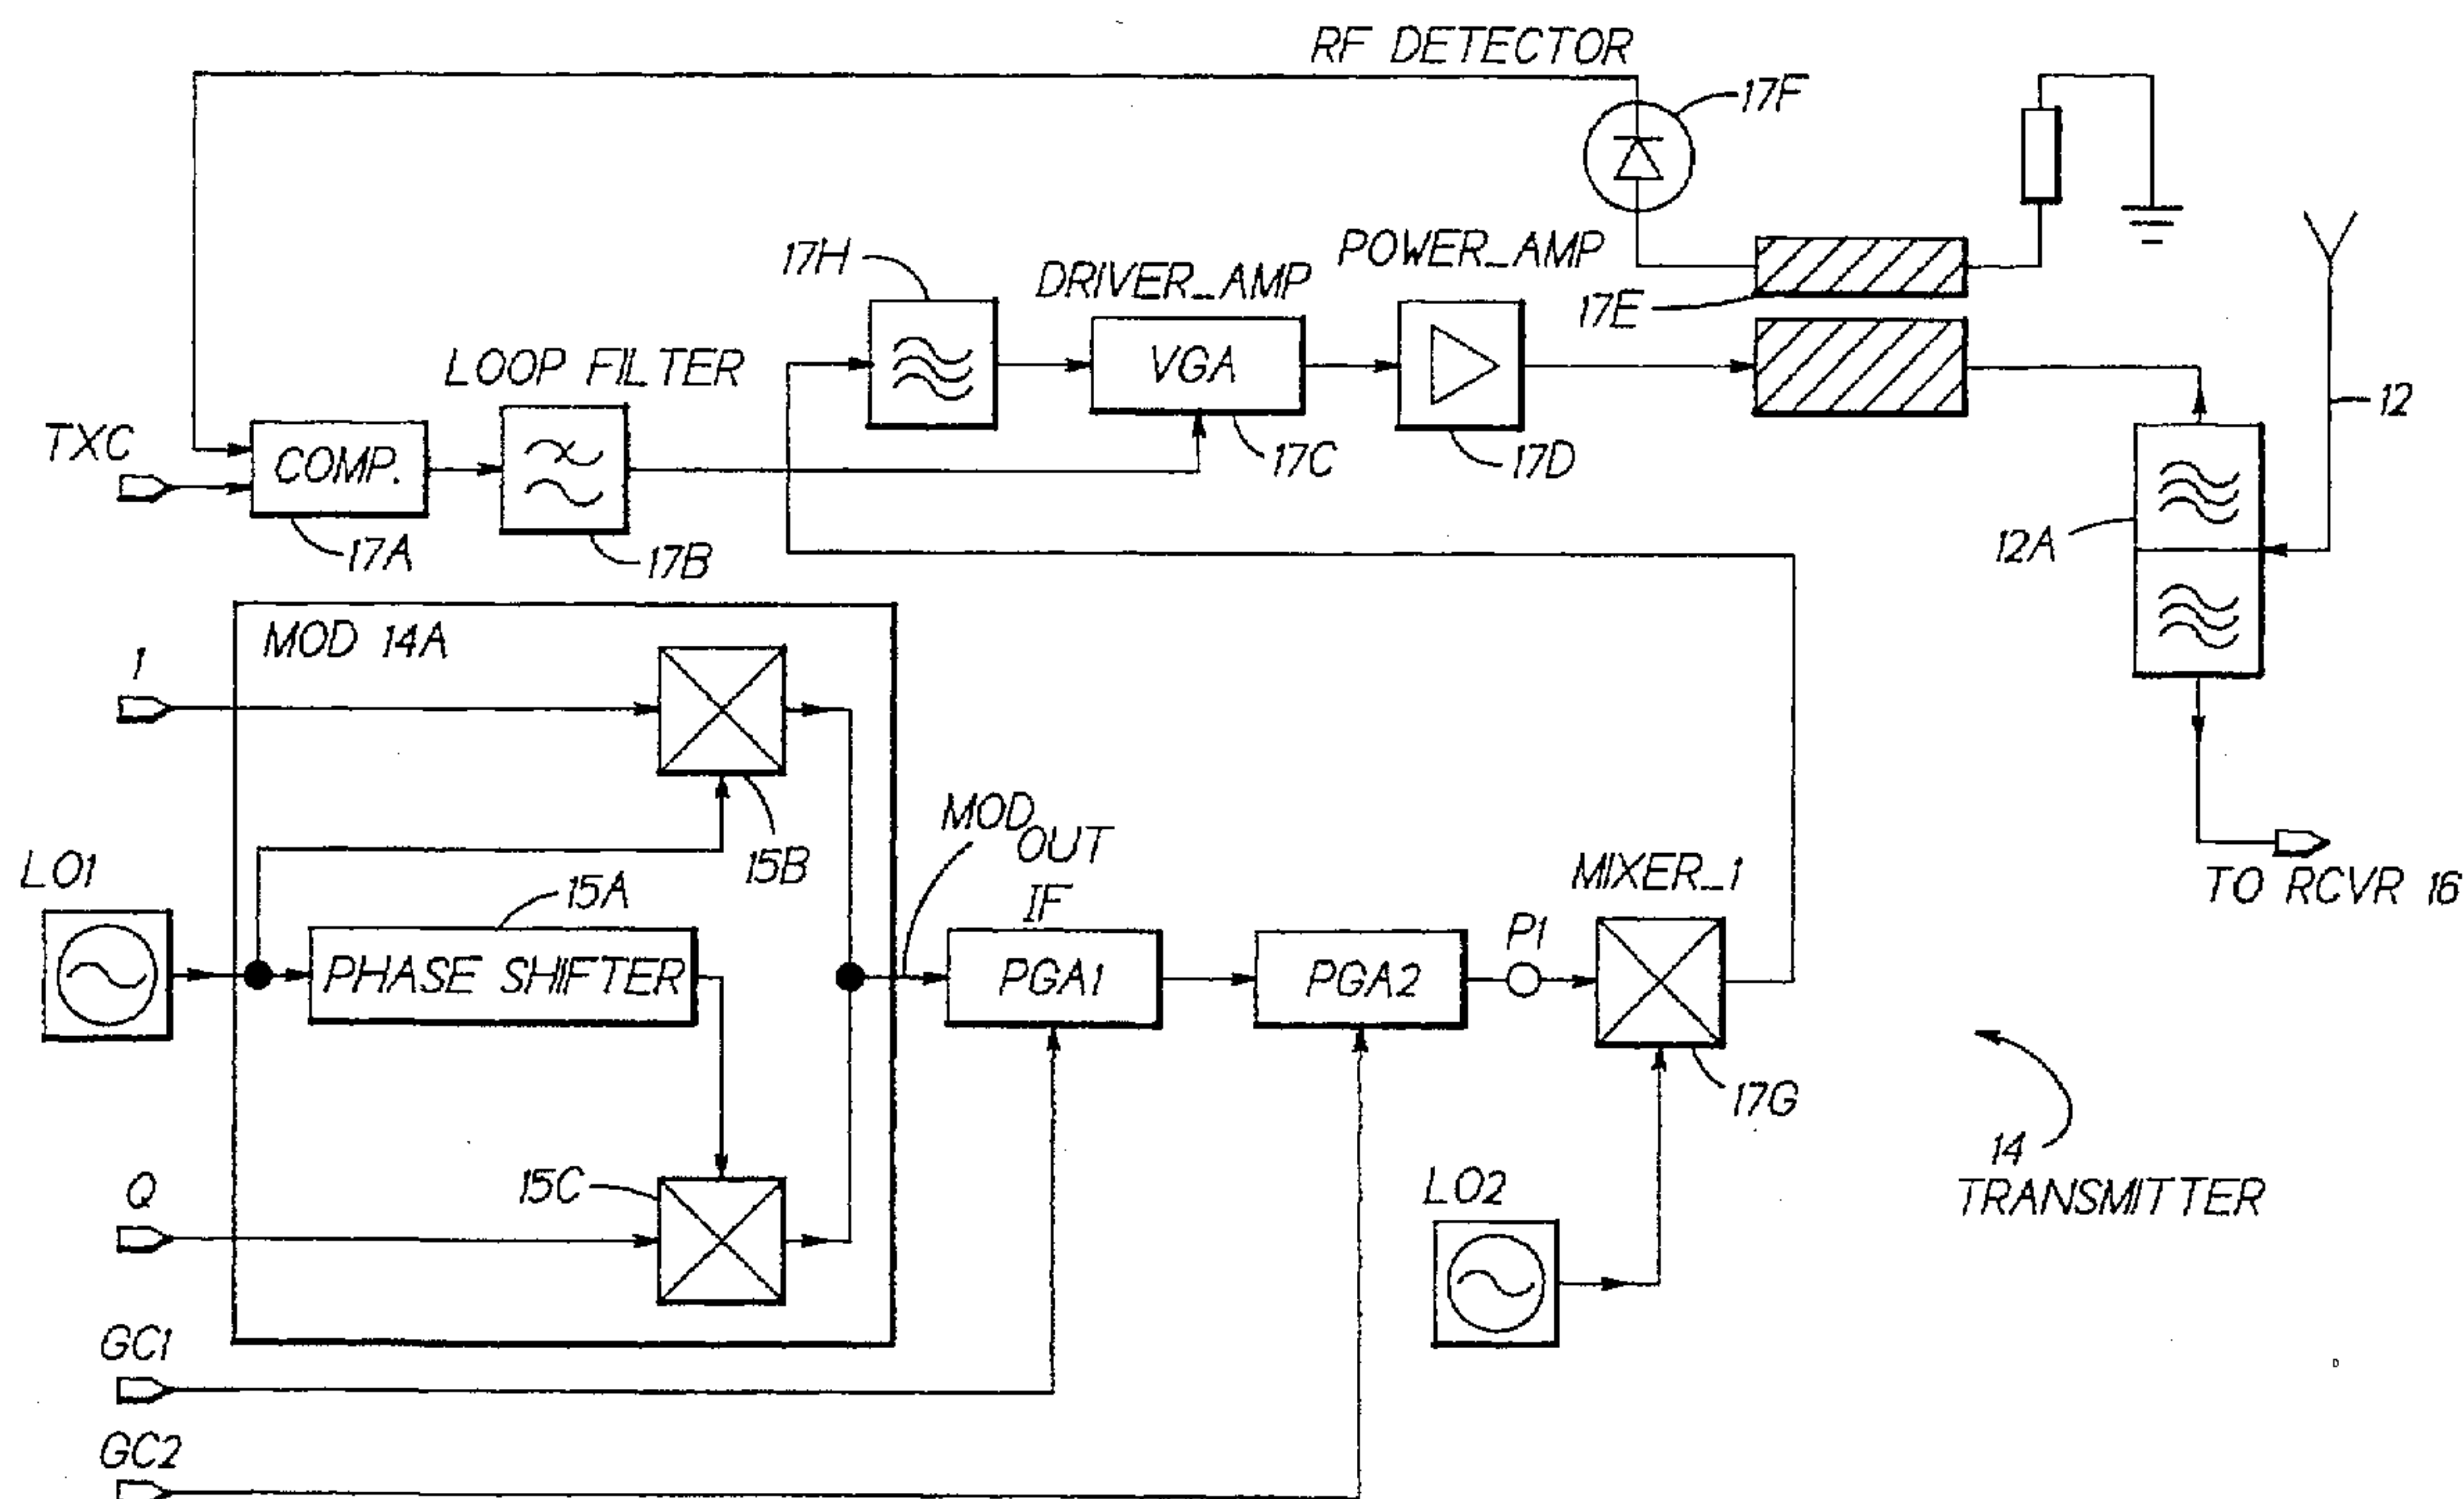 RF DETECTOR
17F
17H
DRIVER_AMP
POWER_AMP
17E
LOOP FILTER
VGA
12
TXC
COMP.
17C
17D
12A
17A
17B
MOD 14A
I
MOD OUT
15B
LO1
15A
IF
MIXER_1
TO RCVR 16
P1
PHASE SHIFTER
PGA1
PGA2
17G
14
TRANSMITTER
Q
15C
LO2
GC1
GC2